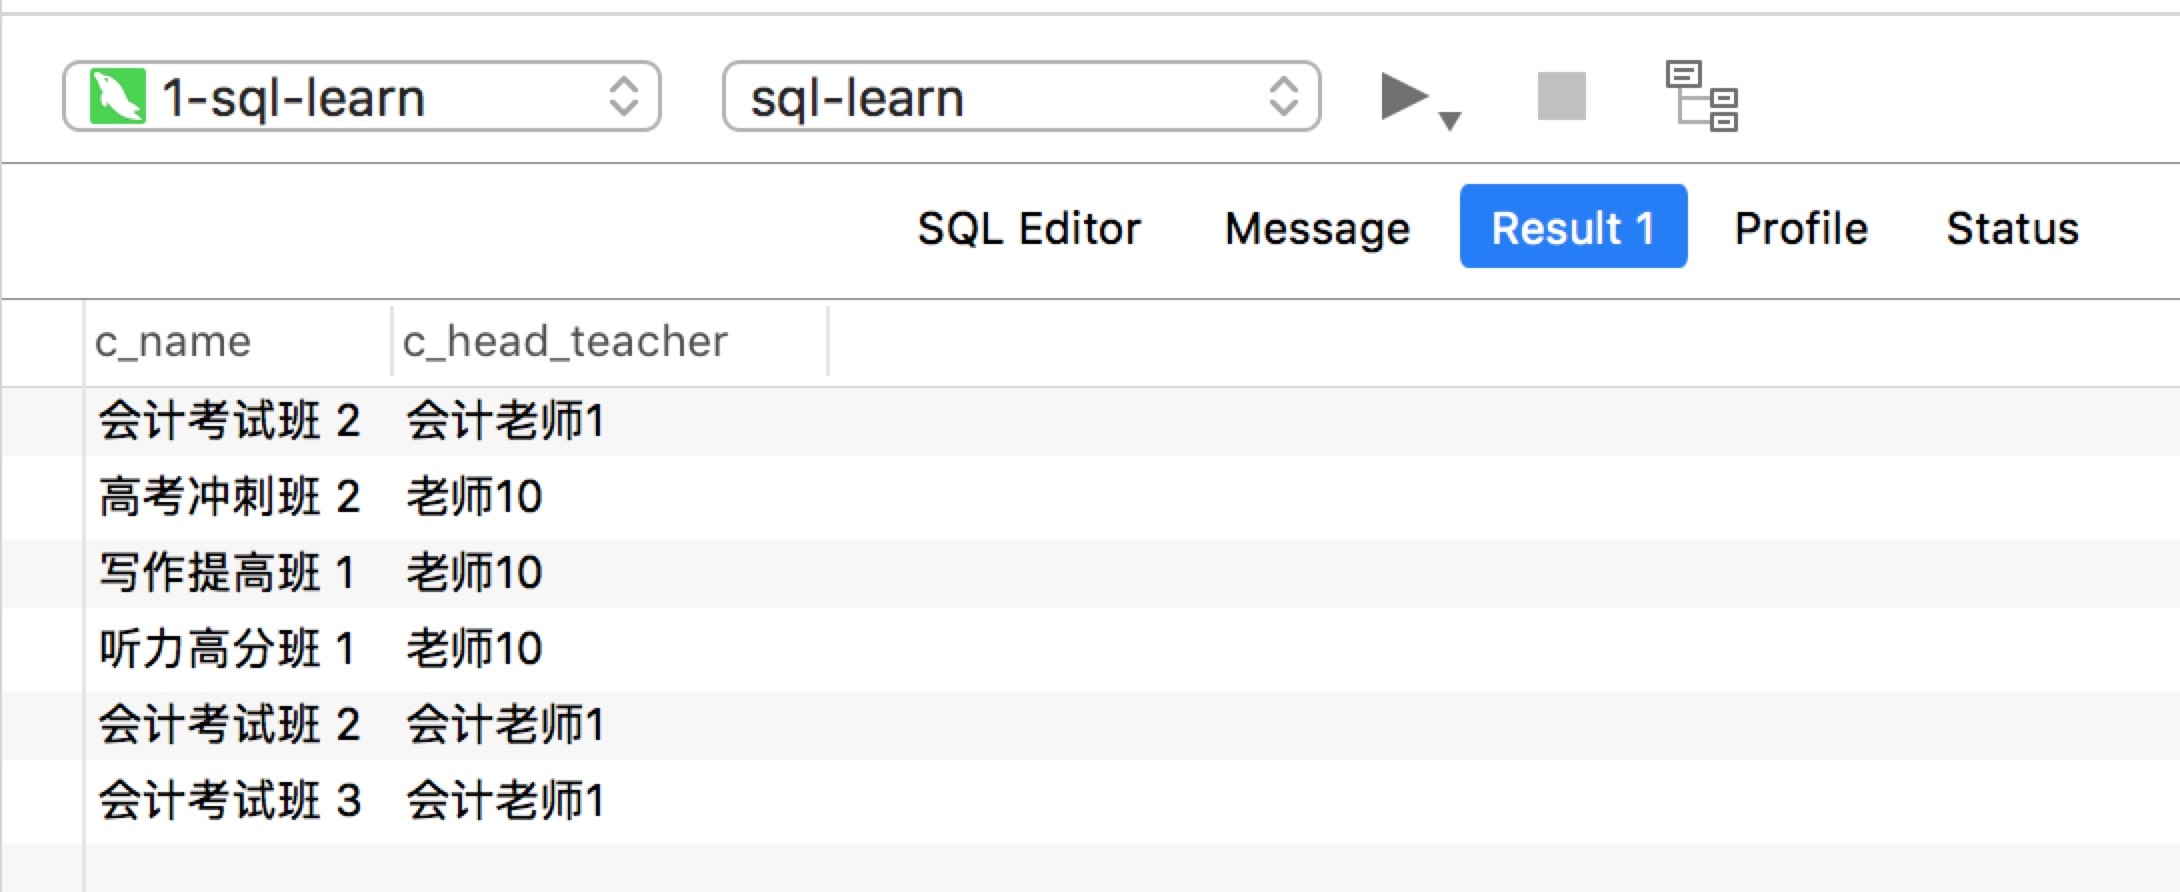 1-sql-learn sql-learn
SQL Editor Message Result 1 Profile Status
c_name c_head_teacher
会计考试班 2 会计老师1
高考冲刺班 2 老师10
写作提高班 1 老师10
听力高分班 1 老师10
会计考试班 2 会计老师1
会计考试班 3 会计老师1